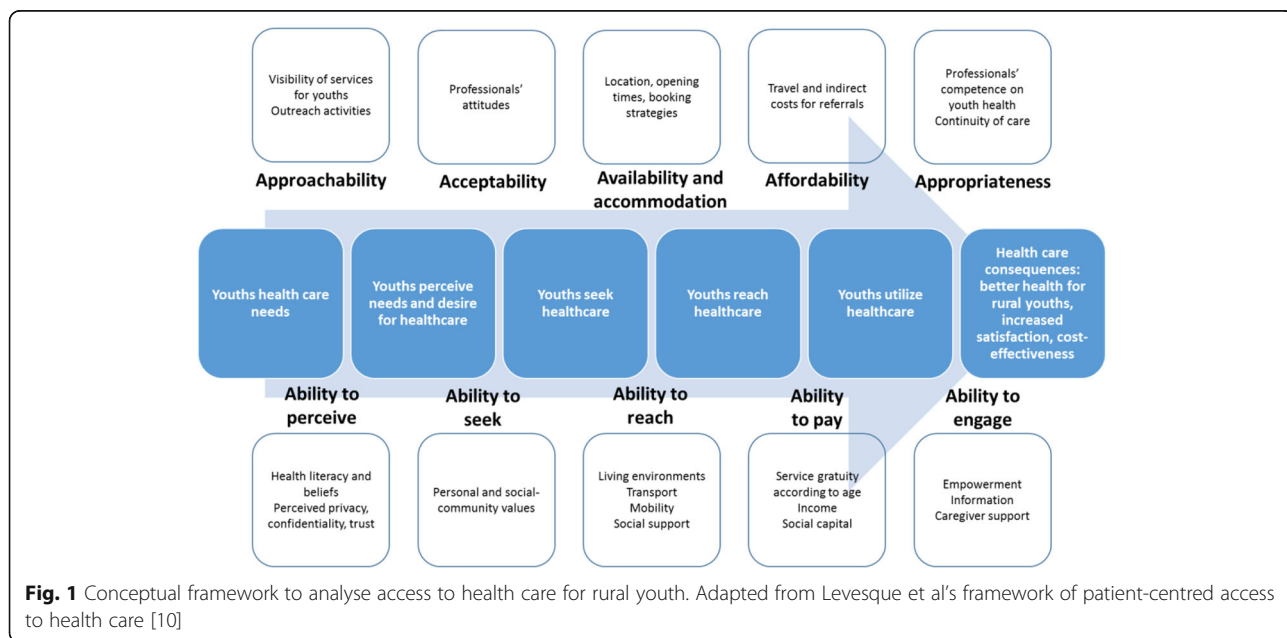 Visibility of services
for youths
Outreach activities
Professionals'
attitudes
Location, opening
times, booking
strategies
Travel and indirect
costs for referrals
Professionals'
competence on
youth health
Continuity of care
Approachability
Acceptability
Availability and
accommodation
Affordability
Appropriateness
Youths health care
needs
Youths perceive
needs and desire
for healthcare
Youths seek
healthcare
Youths reach
healthcare
Youths utilize
healthcare
Health care
consequences:
better health for
rural youths,
increased
satisfaction, cost-
effectiveness
Ability to
perceive
Ability to
seek
Ability to
reach
Ability
to pay
Ability to
engage
Health literacy and
beliefs
Perceived privacy,
confidentiality, trust
Personal and social-
community values
Living environments
Transport
Mobility
Social support
Service gratuity
according to age
Income
Social capital
Empowerment
Information
Caregiver support
Fig. 1 Conceptual framework to analyse access to health care for rural youth. Adapted from Levesque et al's framework of patient-centred access
to health care [10]